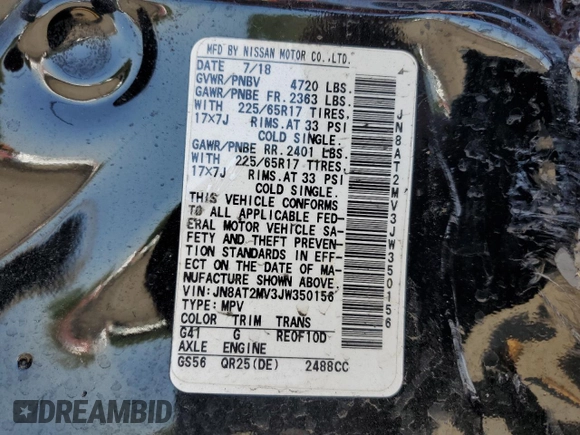 MFD BY NISSAN MOTOR CO.,LTD.
DATE 7/18
GVWR/PNBV 4720 LBS.
GAWR/PNBE FR. 2363 LBS.
WITH 225/65R17 TIRES,
17×7J RIMS.AT 33 PSI
COLD SINGLE.
GAWR/PNBE RR. 2401 LBS.
WITH 225/65R17 TIRES,
17×7J RIMS.AT 33 PSI
COLD SINGLE.
THIS VEHICLE CONFORMS
TO ALL APPLICABLE FED-
ERAL MOTOR VEHICLE SA-
FETY AND THEFT PREVEN-
TION STANDARDS IN EFF-
ECT ON THE DATE OF MA-
NUFACTURE SHOWN ABOVE.
VIN:JN8AT2MV3JW350156
TYPE:MPV
COLOR TRIM TRANS
G41 G RE0F10D
AXLE ENGINE
GS56 QR25(DE) 2488CC
JN8AT2MV3JW350156
DREAMBID